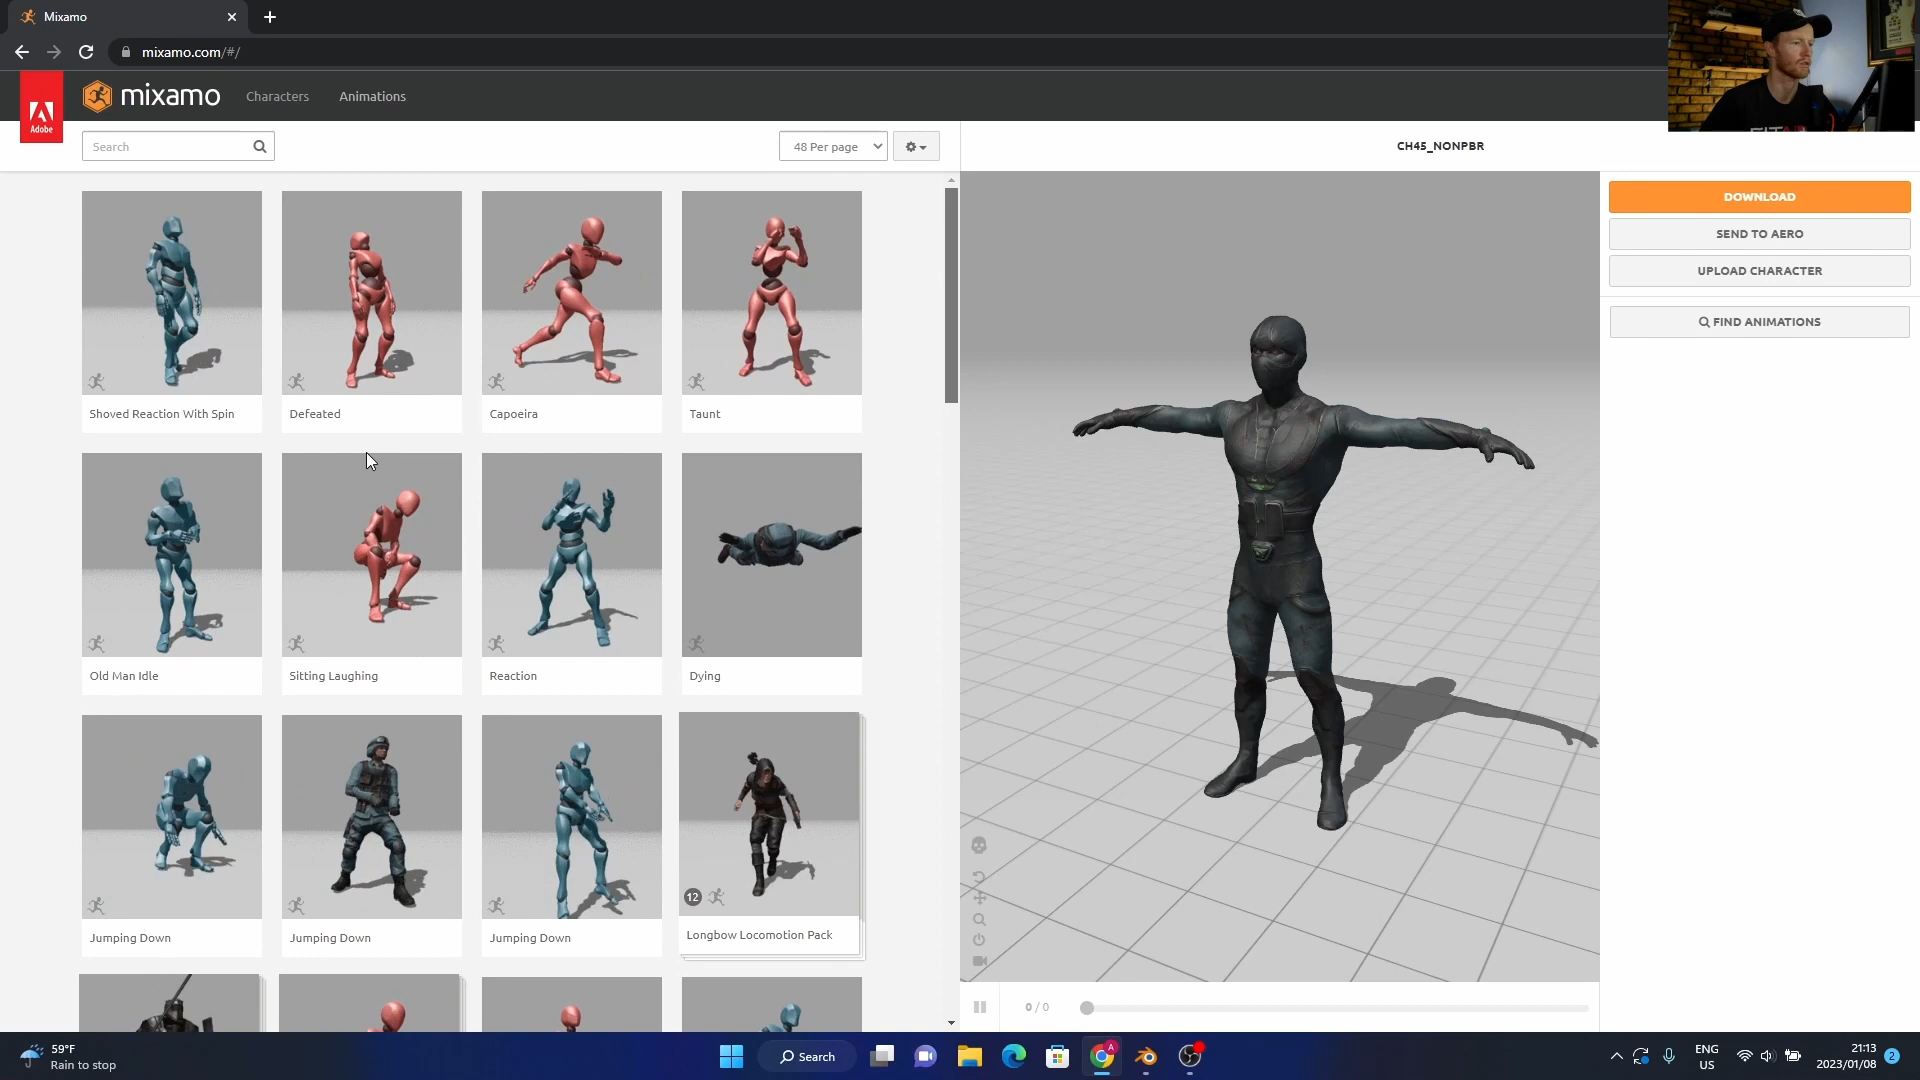 Mixamo
mixamo.com/#/
Adobe
mixamo
Characters
Animations
Search
48 Per page
CH45_NONPBR
DOWNLOAD
SEND TO AERO
UPLOAD CHARACTER
FIND ANIMATIONS
Shoved Reaction With Spin
Defeated
Capoeira
Taunt
Old Man Idle
Sitting Laughing
Reaction
Dying
12
Jumping Down
Jumping Down
Jumping Down
Longbow Locomotion Pack
0 / 0
59°F
Rain to stop
Search
A
ENG
US
21:13
2023/01/08
2